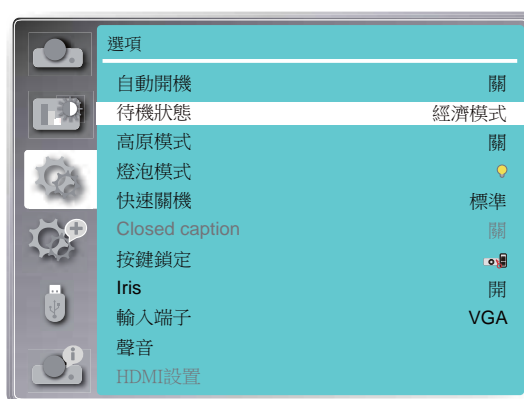 選項
自動開機 關
待機狀態 經濟模式
高原模式 關
燈泡模式
快速關機 標準
Closed caption 關
按鍵鎖定
Iris 開
輸入端子 VGA
聲音
HDMI設置